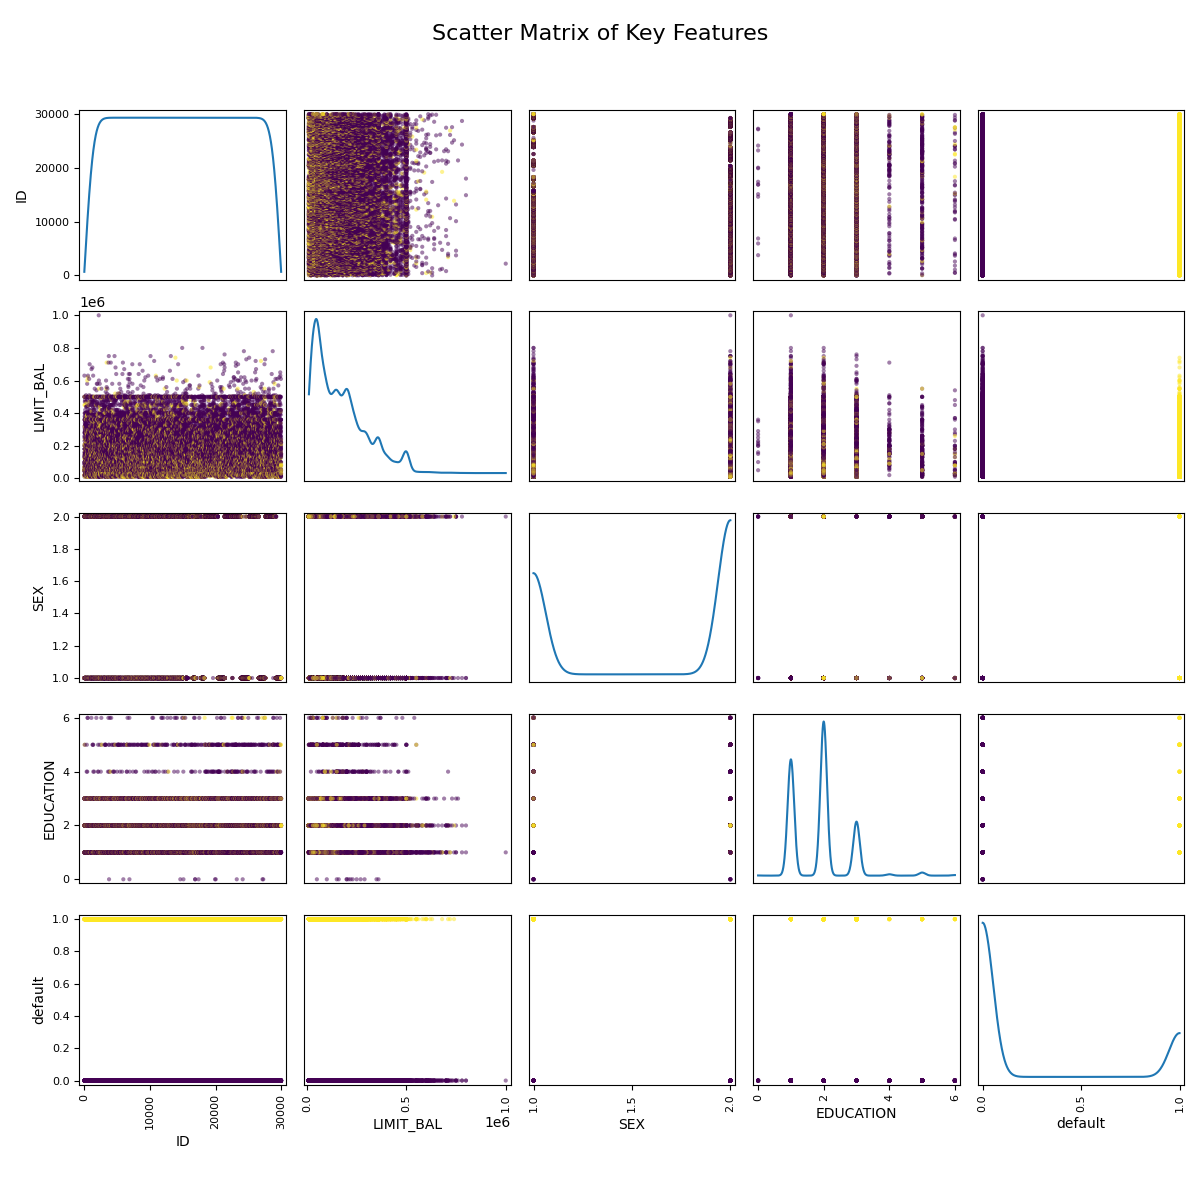 Scatter Matrix of Key Features
30000
20000
10000
0
ID
1e6
1.0
0.8
0.6
0.4
0.2
0.0
LIMIT_BAL
2.0
1.8
1.6
1.4
1.2
1.0
SEX
6
4
2
0
EDUCATION
1.0
0.8
0.6
0.4
0.2
0.0
default
0 10000 20000 30000
ID
0.0 0.5 1.0
LIMIT_BAL
1e6
1.0 1.5 2.0
SEX
0 2 4 6
EDUCATION
0.0 0.5 1.0
default